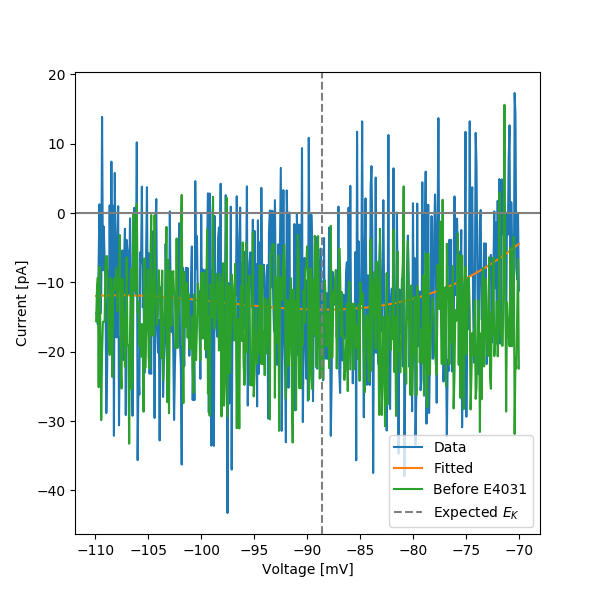 20
10
0
−10
−20
−30
−40
Current [pA]
−110 −105 −100 −95 −90 −85 −80 −75 −70
Voltage [mV]
Data
Fitted
Before E4031
Expected E_K